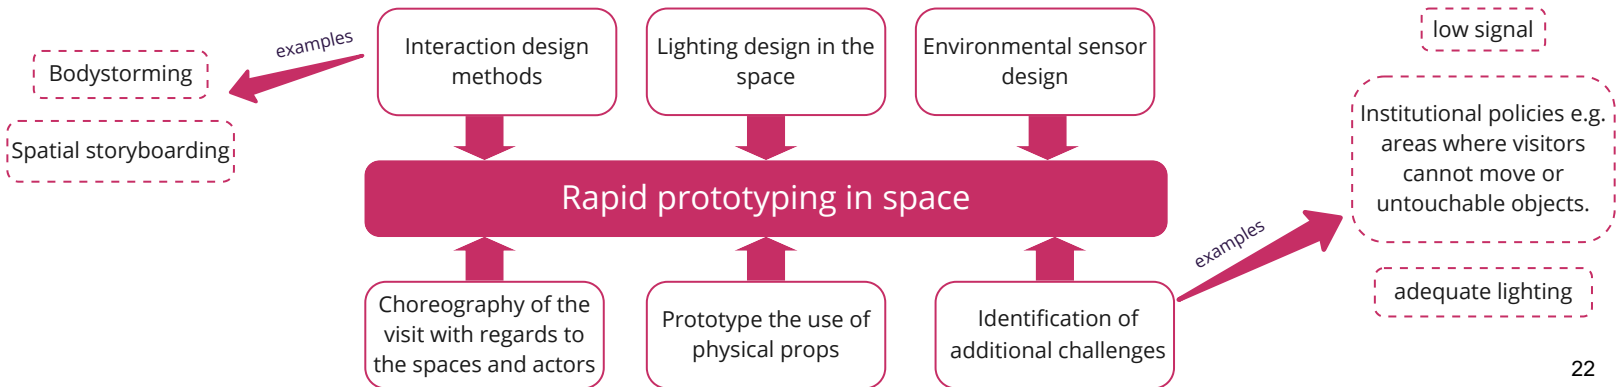 Bodystorming
Spatial storyboarding
examples
Interaction design
methods
Lighting design in the
space
Environmental sensor
design
Rapid prototyping in space
Choreography of the
visit with regards to
the spaces and actors
Prototype the use of
physical props
Identification of
additional challenges
examples
low signal
Institutional policies e.g.
areas where visitors
cannot move or
untouchable objects.
adequate lighting
22